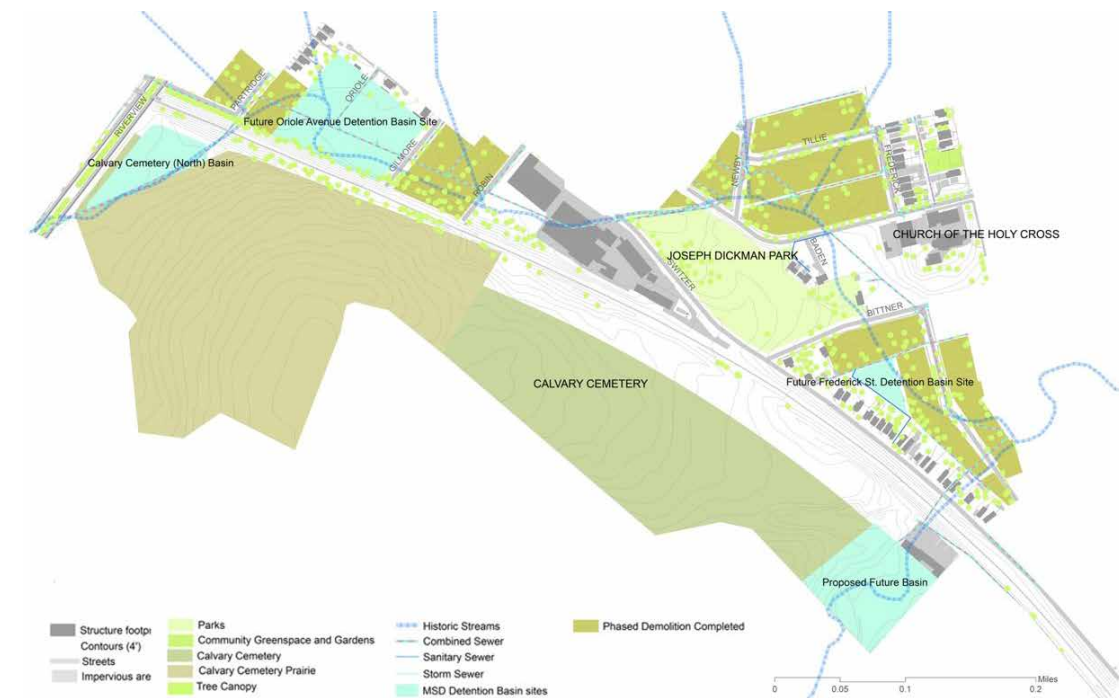 PARTRIDGE
ORIOLE
RIVERVIEW
Future Oriole Avenue Detention Basin Site
Calvary Cemetery (North) Basin
GILMORE
ROBIN
NEWBY
TILLIE
FREDERICK
CHURCH OF THE HOLY CROSS
JOSEPH DICKMAN PARK
BADEN
SWITZER
BITTNER
CALVARY CEMETERY
Future Frederick St. Detention Basin Site
Proposed Future Basin
Structure footpr
Contours (4')
Streets
Impervious are
Parks
Community Greenspace and Gardens
Calvary Cemetery
Calvary Cemetery Prairie
Tree Canopy
Historic Streams
Combined Sewer
Sanitary Sewer
Storm Sewer
MSD Detention Basin sites
Phased Demolition Completed
Miles
0 0.05 0.1 0.2